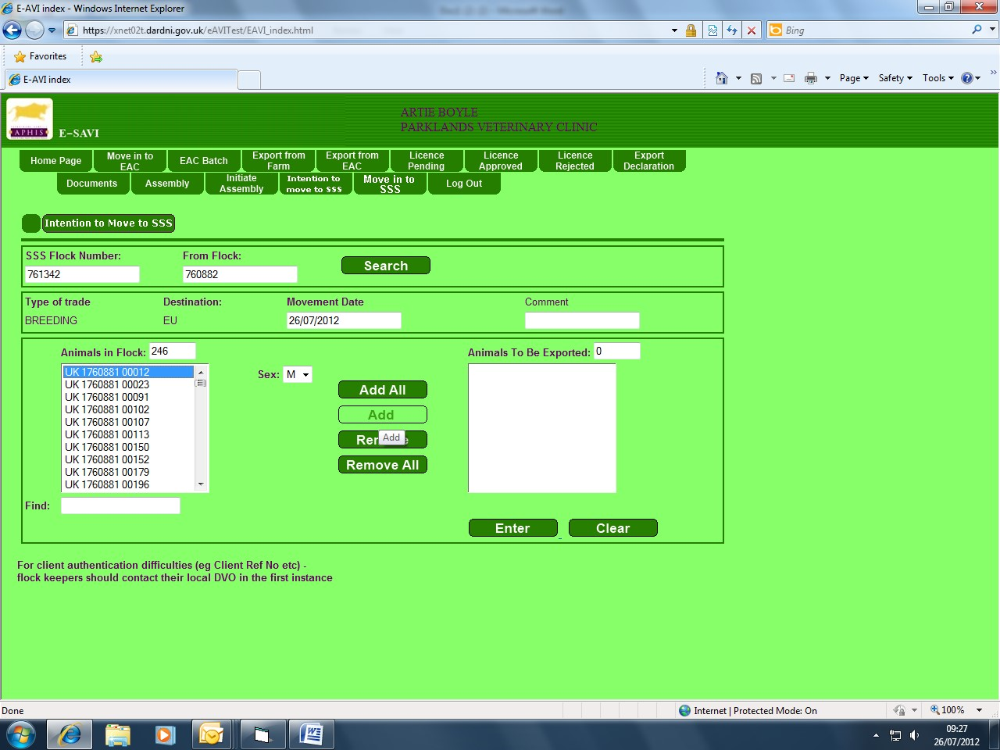 E-AVI index - Windows Internet Explorer
https://xnet02t.dardni.gov.uk/eAVITest/EAVI_index.html
Bing
Favorites
E-AVI index
Page Safety Tools
ARTIE BOYLE
PARKLANDS VETERINARY CLINIC
APHIS
E-SAVI
Home Page
Move in to EAC
EAC Batch
Export from Farm
Export from EAC
Licence Pending
Licence Approved
Licence Rejected
Export Declaration
Documents
Assembly
Initiate Assembly
Intention to move to SSS
Move in to SSS
Log Out
Intention to Move to SSS
SSS Flock Number: From Flock:
761342 760882 Search
Type of trade Destination: Movement Date Comment
BREEDING EU 26/07/2012
Animals in Flock: 246 Animals To Be Exported: 0
UK 1760881 00012
UK 1760881 00023
UK 1760881 00091
UK 1760881 00102
UK 1760881 00107
UK 1760881 00113
UK 1760881 00150
UK 1760881 00152
UK 1760881 00179
UK 1760881 00196
Sex: M
Add All
Add
Add
Remove All
Find:
Enter Clear
For client authentication difficulties (eg Client Ref No etc) -
flock keepers should contact their local DVO in the first instance
Done
Internet | Protected Mode: On
100%
09:27
26/07/2012